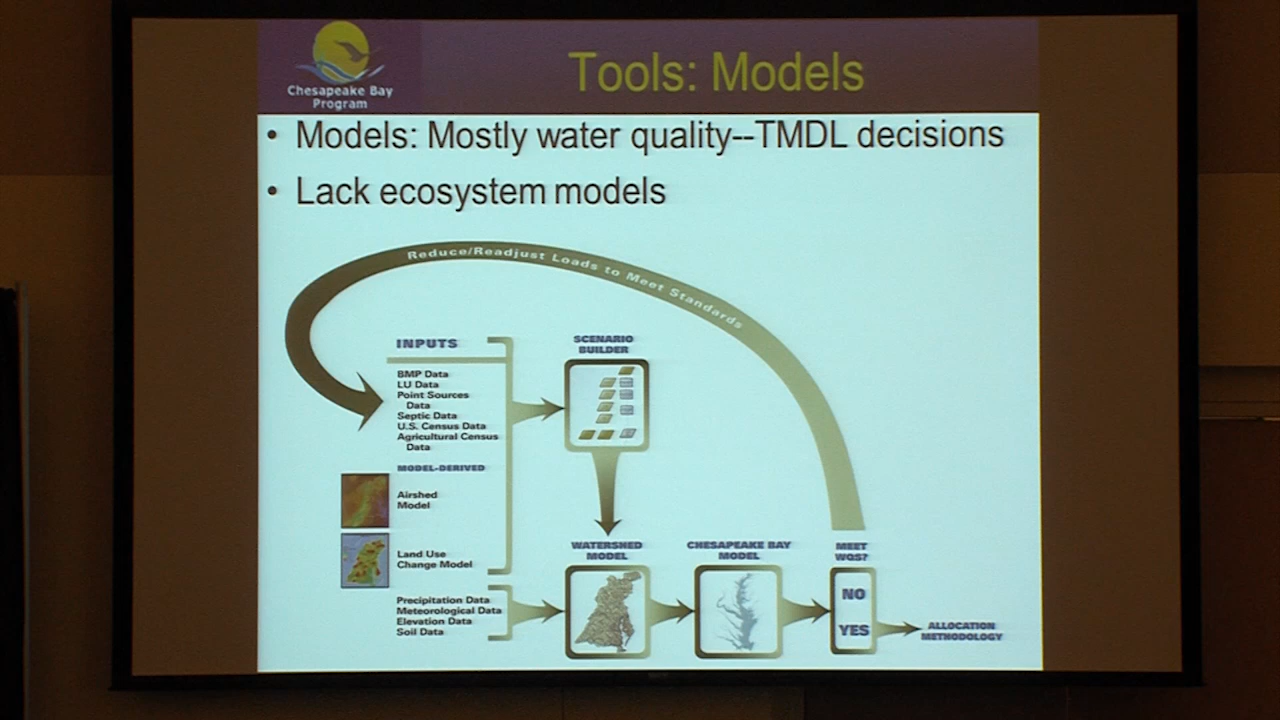 Chesapeake Bay
Program
Tools: Models
• Models: Mostly water quality--TMDL decisions
• Lack ecosystem models
Reduce/Readjust Loads to Meet Standards
INPUTS
BMP Data
LU Data
Point Sources
Data
Septic Data
U.S. Census Data
Agricultural Census
Data
MODEL-DERIVED
Airshed
Model
Land Use
Change Model
Precipitation Data
Meteorological Data
Elevation Data
Soil Data
SCENARIO
BUILDER
WATERSHED
MODEL
CHESAPEAKE BAY
MODEL
MEET
WQS?
NO
YES
ALLOCATION
METHODOLOGY